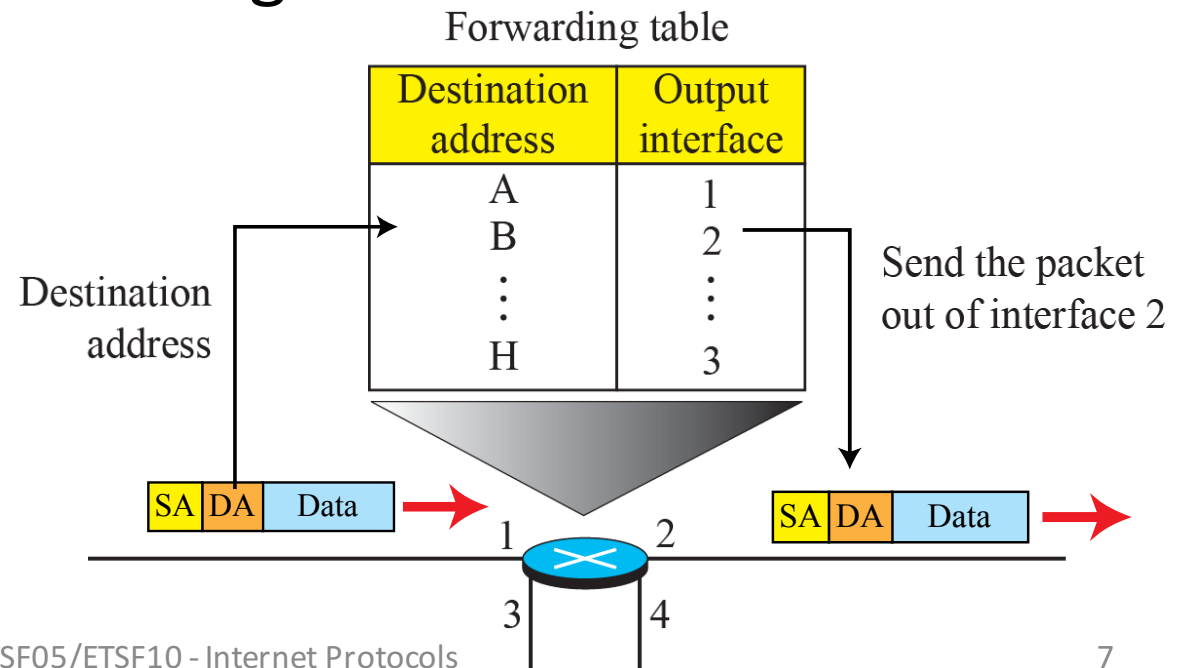 Forwarding table
Destination address
Output interface
A 1
B 2
H 3
Destination
address
Send the packet
out of interface 2
SA DA Data
SA DA Data
1 2
3 4
SF05/ETSF10 - Internet Protocols 7